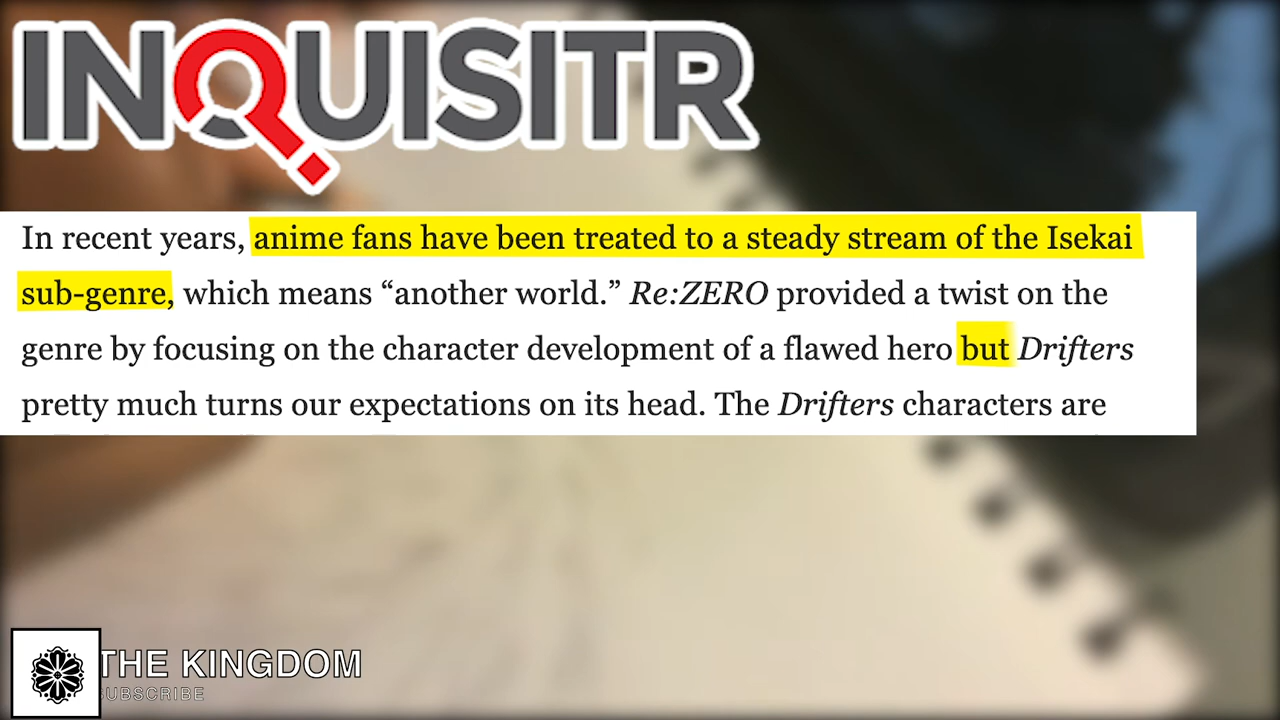 INQUISITR
In recent years, anime fans have been treated to a steady stream of the Isekai
sub-genre, which means “another world.” Re:ZERO provided a twist on the
genre by focusing on the character development of a flawed hero but Drifters
pretty much turns our expectations on its head. The Drifters characters are
THE KINGDOM
SUBSCRIBE